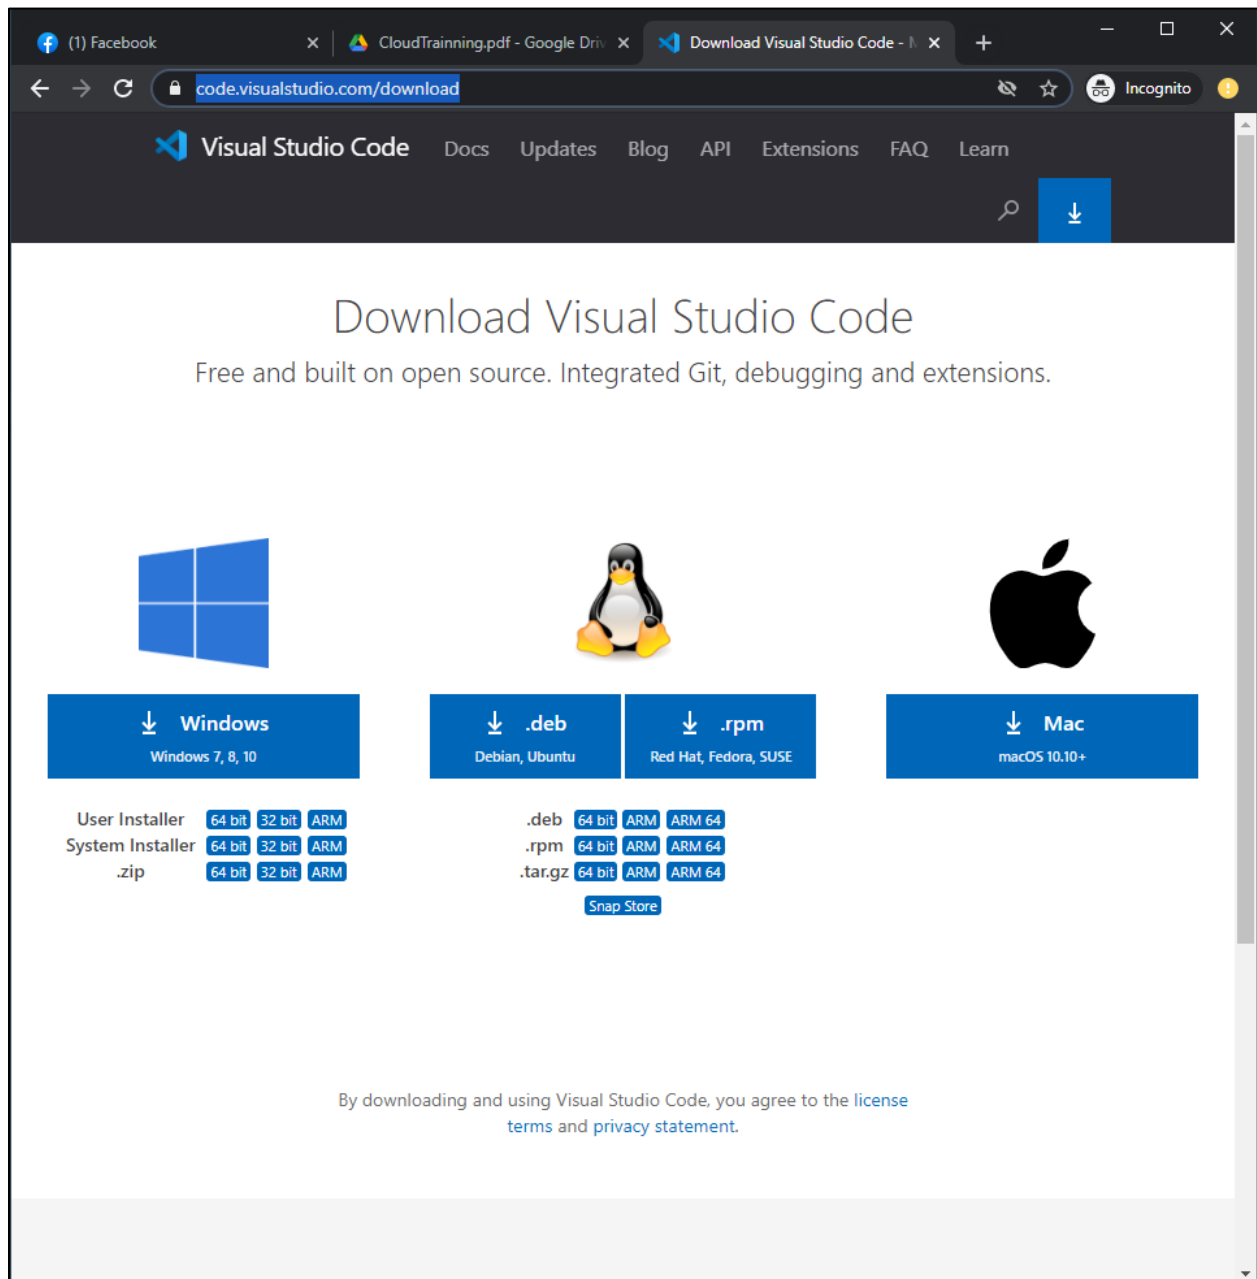 (1) Facebook
CloudTrainning.pdf - Google Driv
Download Visual Studio Code - M
code.visualstudio.com/download
Incognito
Visual Studio Code Docs Updates Blog API Extensions FAQ Learn
Download Visual Studio Code
Free and built on open source. Integrated Git, debugging and extensions.
Windows
Windows 7, 8, 10
.deb
Debian, Ubuntu
.rpm
Red Hat, Fedora, SUSE
Mac
macOS 10.10+
User Installer 64 bit 32 bit ARM
System Installer 64 bit 32 bit ARM
.zip 64 bit 32 bit ARM
.deb 64 bit ARM ARM 64
.rpm 64 bit ARM ARM 64
.tar.gz 64 bit ARM ARM 64
Snap Store
By downloading and using Visual Studio Code, you agree to the license
terms and privacy statement.